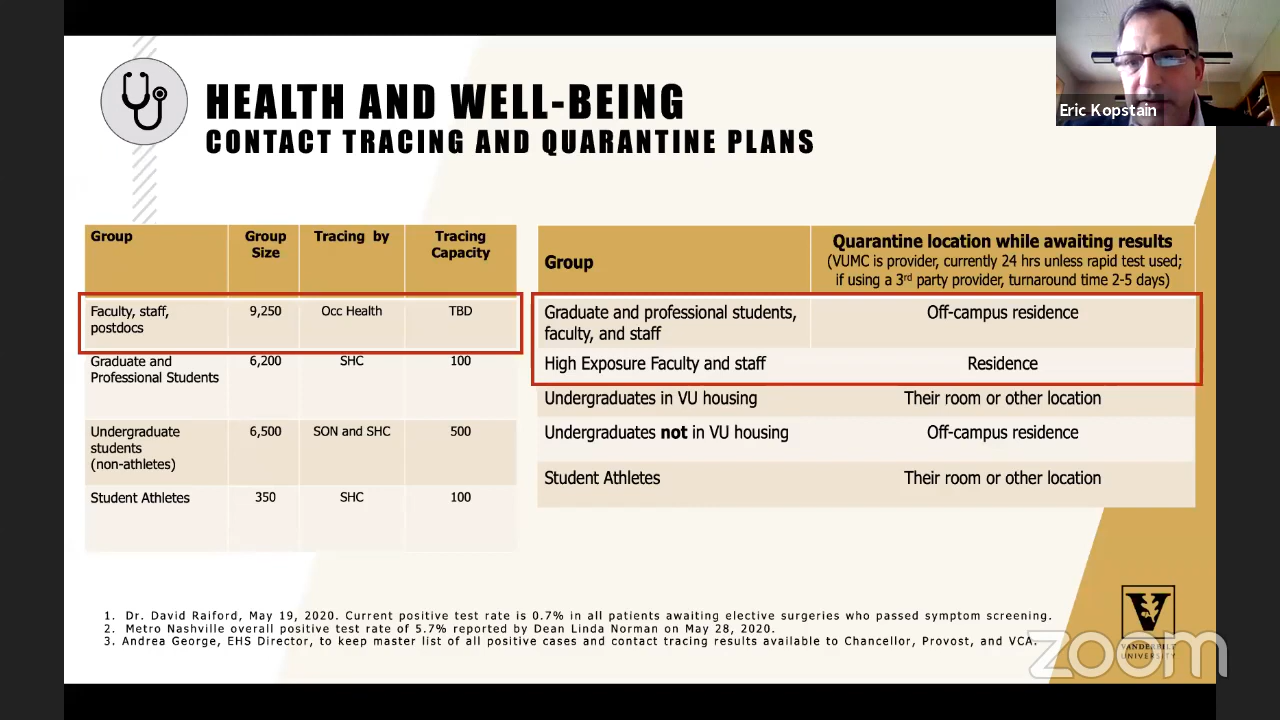 Eric Kopstain
HEALTH AND WELL-BEING
CONTACT TRACING AND QUARANTINE PLANS
Group
Group
Size
Tracing by
Tracing
Capacity
Faculty, staff,
postdocs
9,250
Occ Health
TBD
Graduate and
Professional Students
6,200
SHC
100
Undergraduate
students
(non-athletes)
6,500
SON and SHC
500
Student Athletes
350
SHC
100
Group
Quarantine location while awaiting results
(VUMC is provider, currently 24 hrs unless rapid test used;
if using a 3rd party provider, turnaround time 2-5 days)
Graduate and professional students,
faculty, and staff
Off-campus residence
High Exposure Faculty and staff
Residence
Undergraduates in VU housing
Their room or other location
Undergraduates not in VU housing
Off-campus residence
Student Athletes
Their room or other location
1. Dr. David Raiford, May 19, 2020. Current positive test rate is 0.7% in all patients awaiting elective surgeries who passed symptom screening.
2. Metro Nashville overall positive test rate of 5.7% reported by Dean Linda Norman on May 28, 2020.
3. Andrea George, EHS Director, to keep master list of all positive cases and contact tracing results available to Chancellor, Provost, and VCA.
V
VANDERBILT
UNIVERSITY
zoom